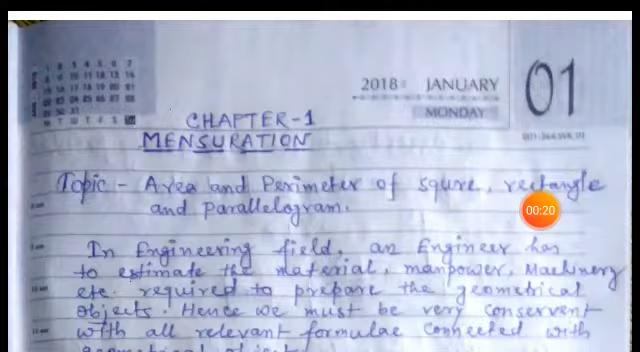 2018 JANUARY 01
MONDAY
CHAPTER-1
MENSURATION
Topic - Area and Perimeter of squre, rectangle
and parallelogram.
00:20
In Engineering field, an Engineer has
to estimate the material, manpower, Machinery
etc. required to prepare the geometrical
objects. Hence we must be very conservent
with all relevant formulae connected with